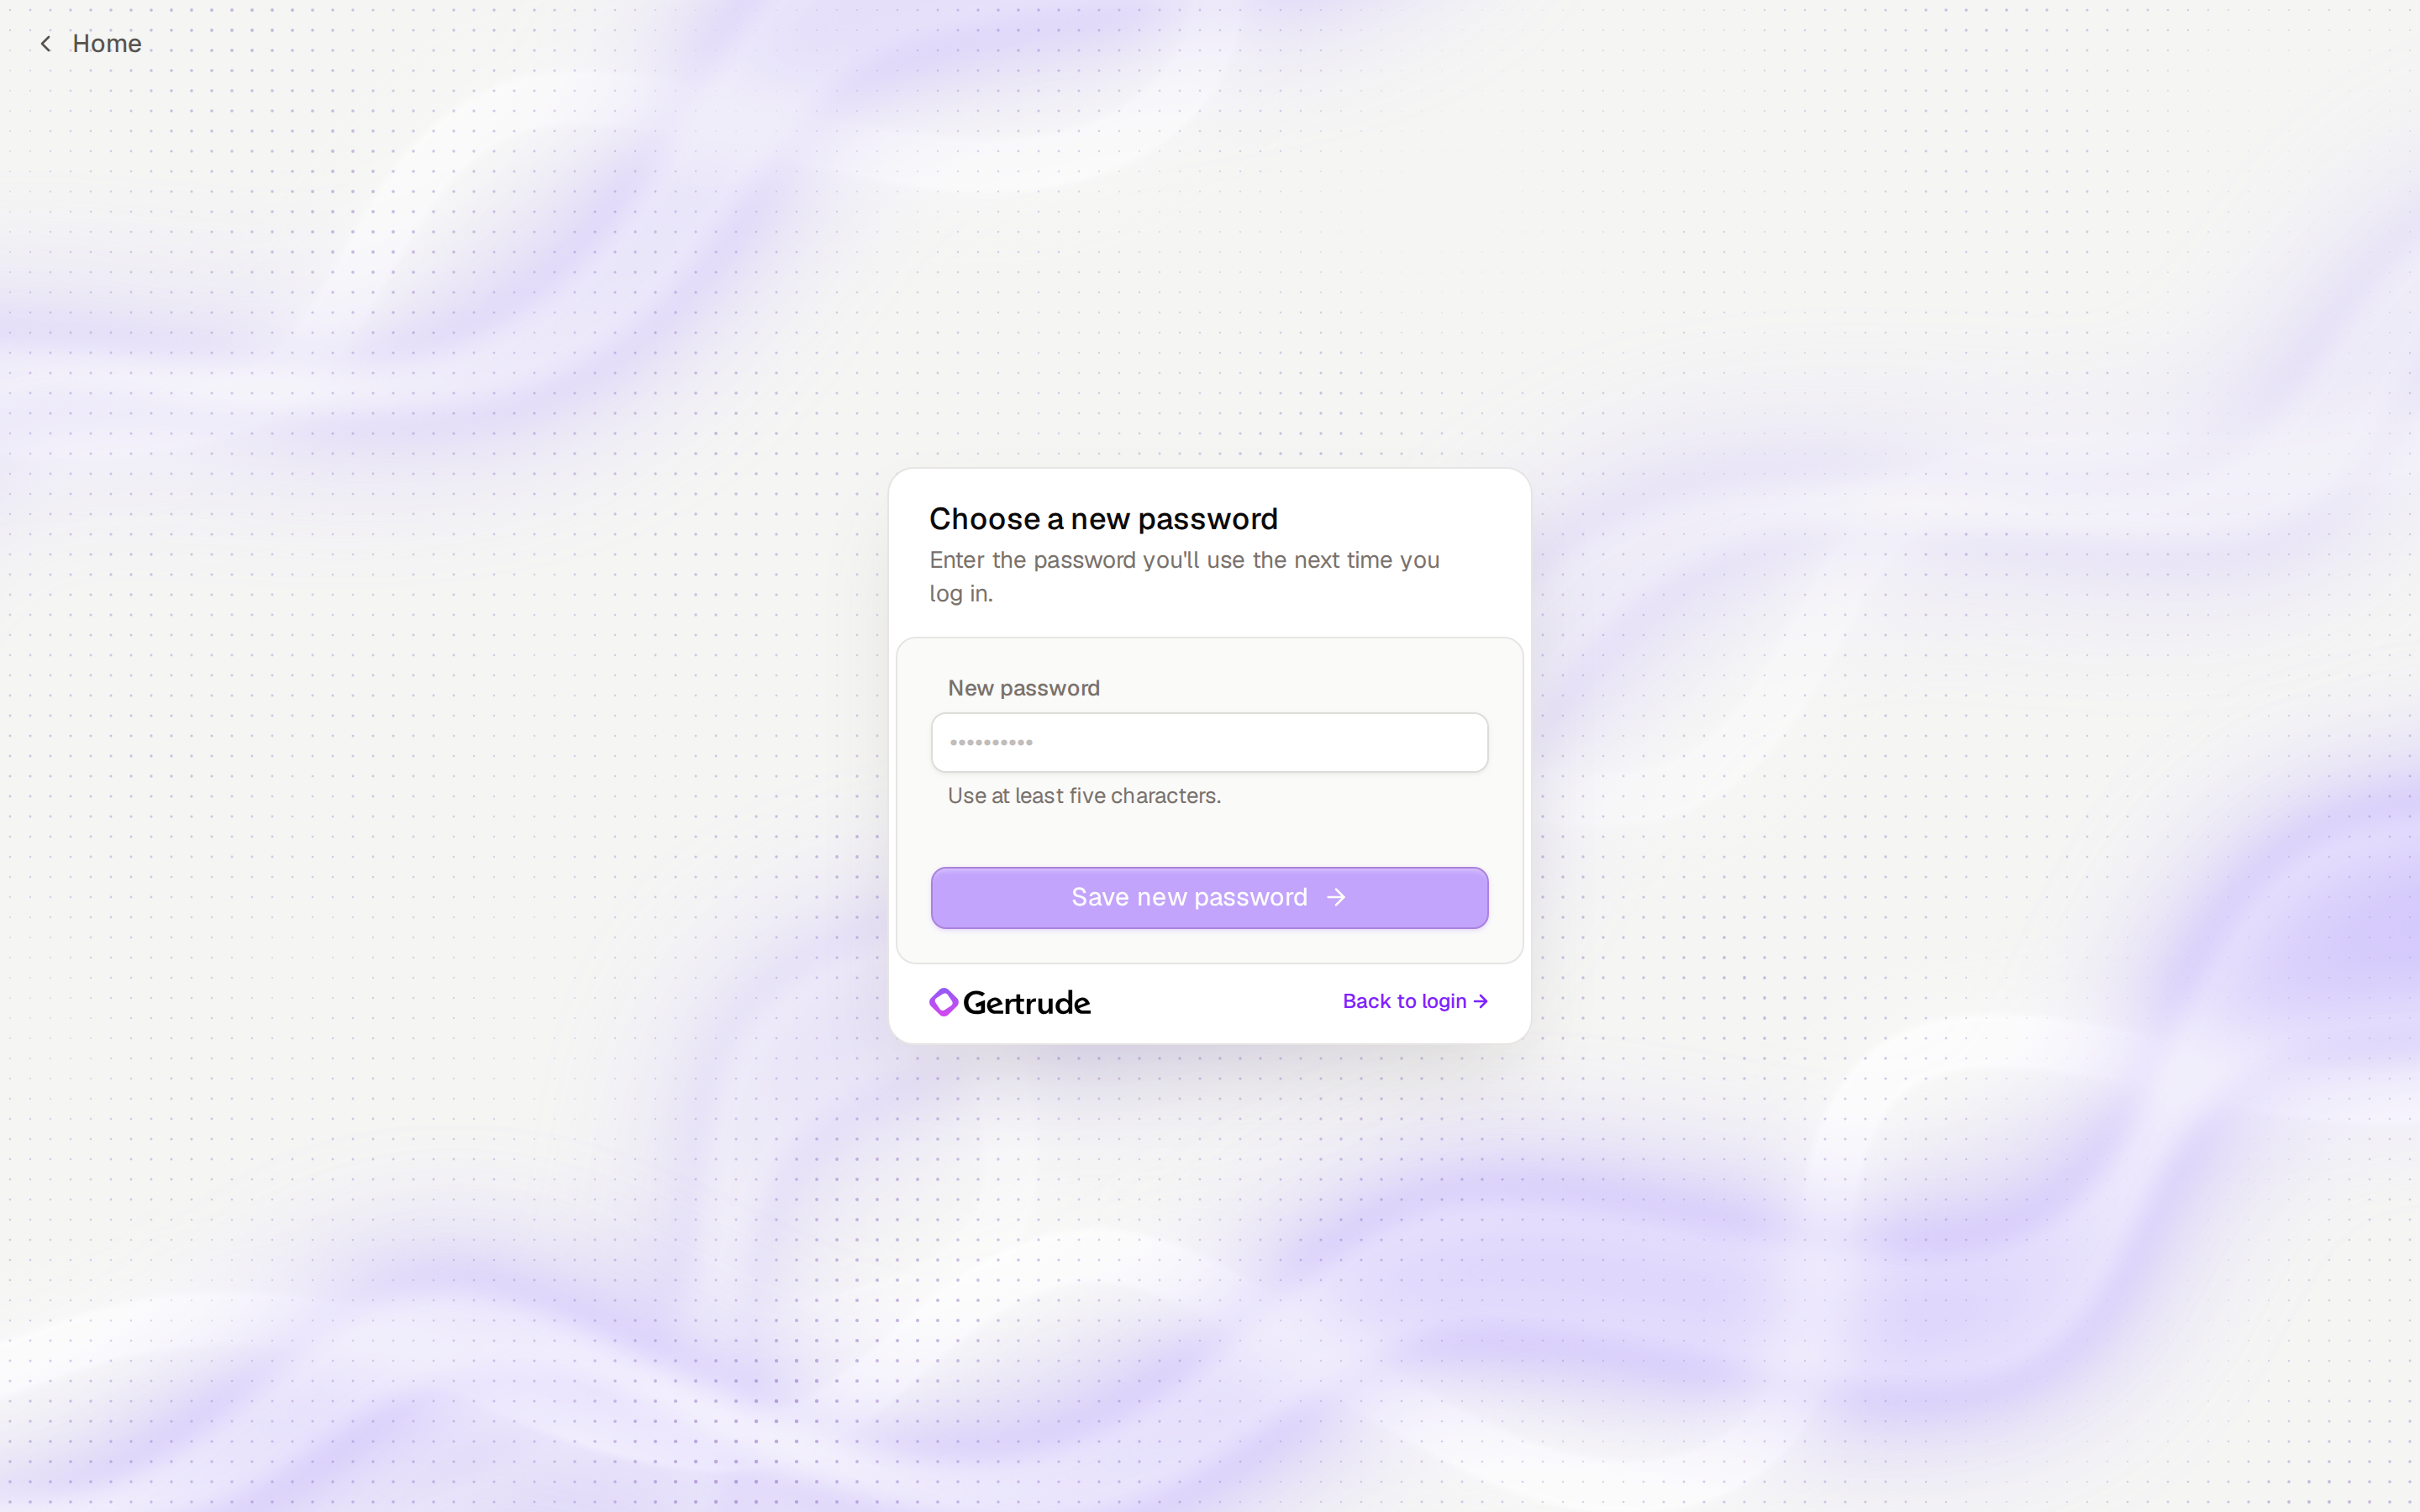 Home
Choose a new password
Enter the password you'll use the next time you
log in.
New password
••••••••••
Use at least five characters.
Save new password →
Gertrude
Back to login →